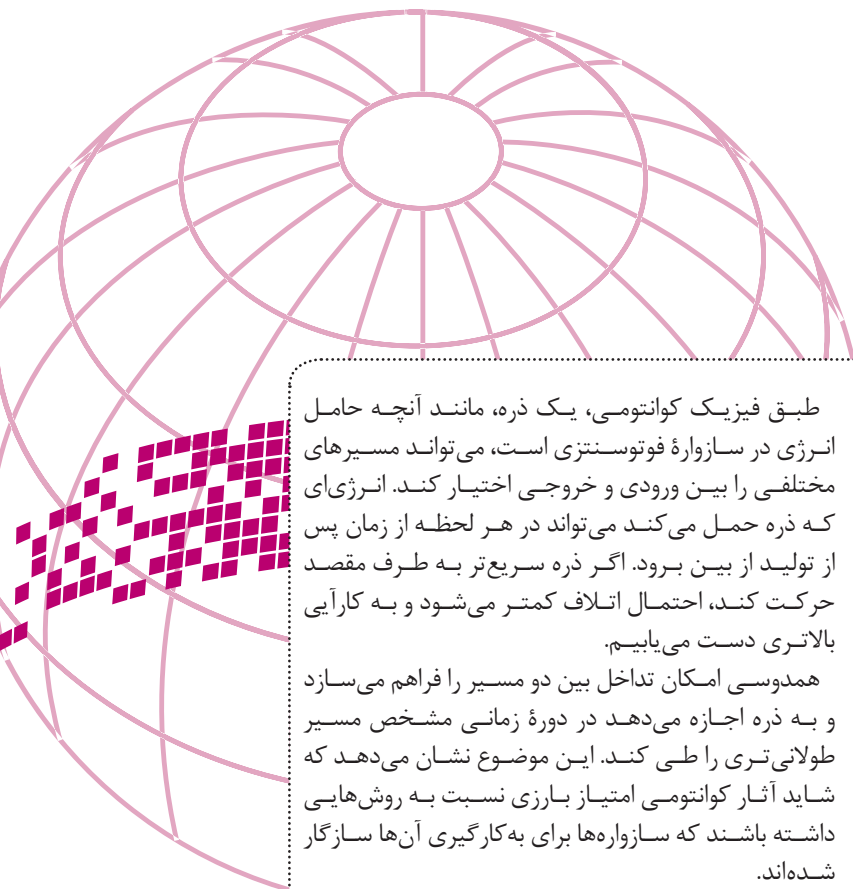 طبق فیزیک کوانتومی، یک ذره، مانند آنچه حامل
انرژی در سازوارهٔ فوتوسنتزی است، می‌تواند مسیرهای
مختلفی را بین ورودی و خروجی اختیار کند. انرژی‌ای
که ذره حمل می‌کند می‌تواند در هر لحظه از زمان پس
از تولید از بین برود. اگر ذره سریع‌تر به طرف مقصد
حرکت کند، احتمال اتلاف کمتر می‌شود و به کارآیی
بالاتری دست می‌یابیم.
همدوسی امکان تداخل بین دو مسیر را فراهم می‌سازد
و به ذره اجازه می‌دهد در دورهٔ زمانی مشخص مسیر
طولانی‌تری را طی کند. این موضوع نشان می‌دهد که
شاید آثار کوانتومی امتیاز بارزی نسبت به روش‌هایی
داشته باشند که سازواره‌ها برای به‌کارگیری آن‌ها سازگار
شده‌اند.